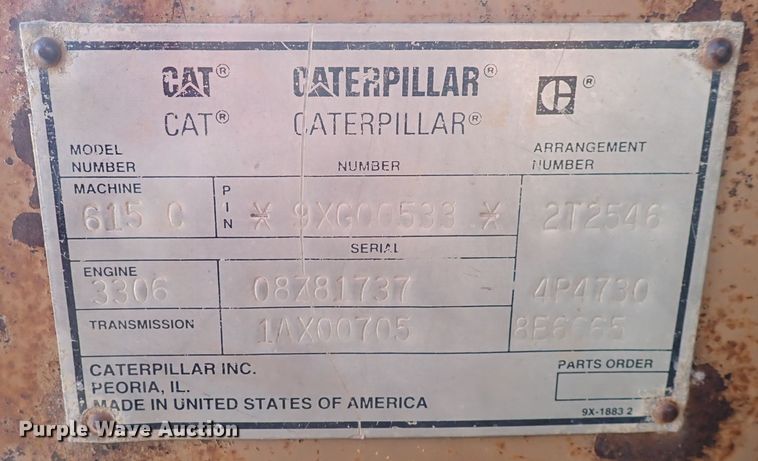 CAT® CATERPILLAR® ®
CAT® CATERPILLAR®
MODEL NUMBER NUMBER ARRANGEMENT NUMBER
MACHINE
615 C PIN * 9XG00533 * 2T2546
SERIAL
ENGINE
3306 08Z81737 4P4730
TRANSMISSION 1AX00705 8E6665
CATERPILLAR INC. PARTS ORDER
PEORIA, IL.
MADE IN UNITED STATES OF AMERICA
9X-1883 2
Purple Wave Auction